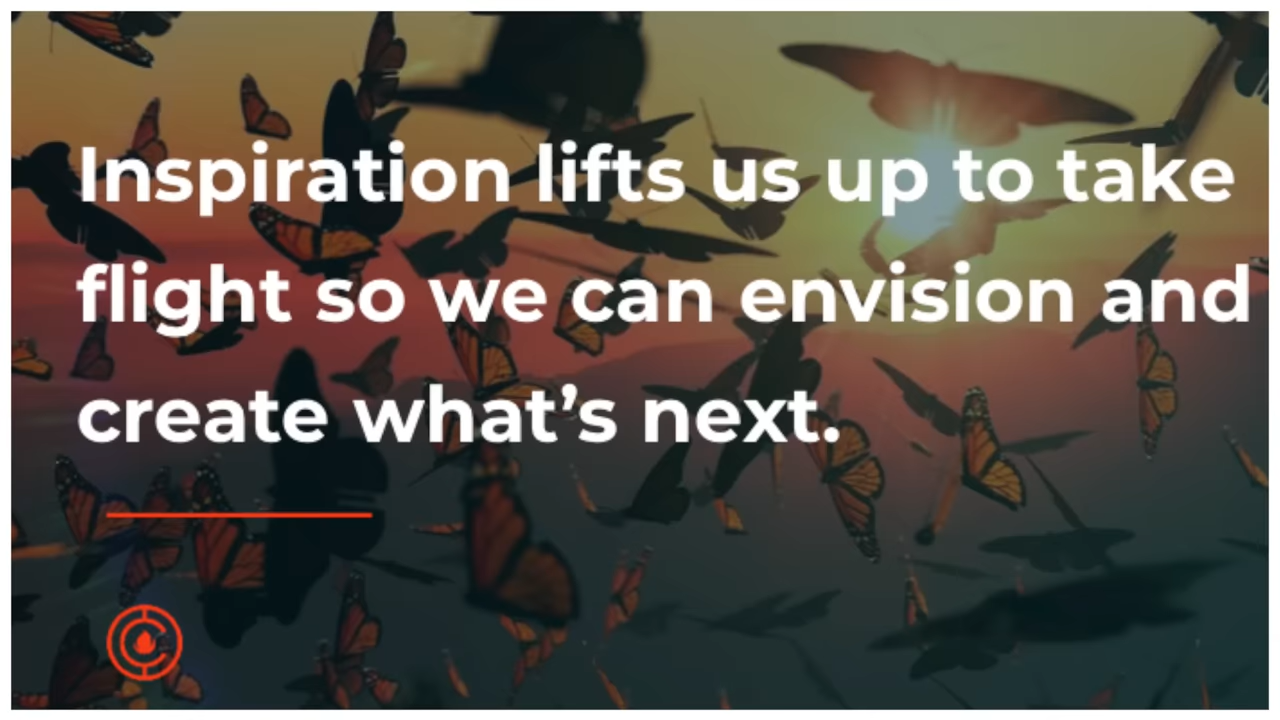 Inspiration lifts us up to take
flight so we can envision and
create what’s next.